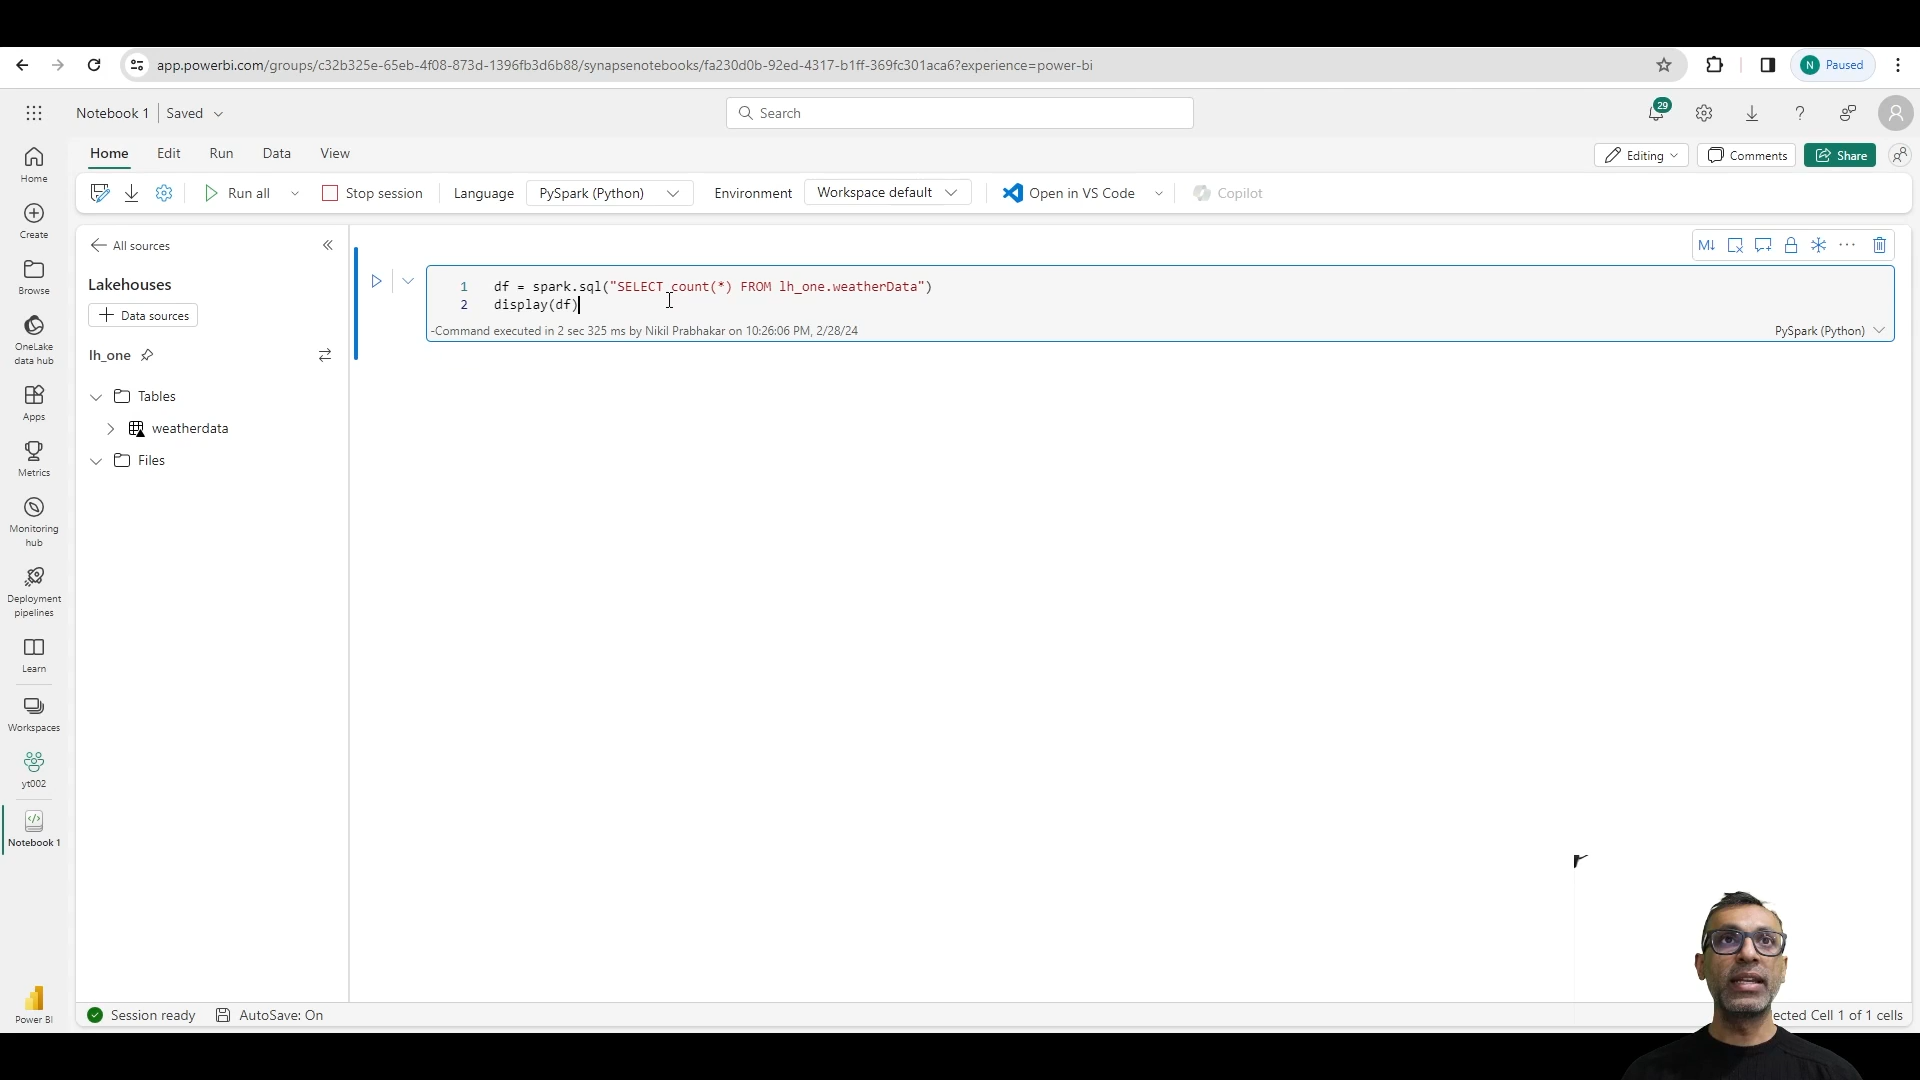 app.powerbi.com/groups/c32b325e-65eb-4f08-873d-1396fb3d6b88/synapsenotebooks/fa230d0b-92ed-4317-b1ff-369fc301aca6?experience=power-bi
N Paused
Notebook 1 | Saved
Search
29
Home Edit Run Data View
Editing Comments Share
Run all Stop session Language PySpark (Python) Environment Workspace default Open in VS Code Copilot
Home
Create
Browse
OneLake
data hub
Apps
Metrics
Monitoring
hub
Deployment
pipelines
Learn
Workspaces
yt002
Notebook 1
Power BI
All sources
Lakehouses
Data sources
lh_one
Tables
weatherdata
Files
M↓
1 df = spark.sql("SELECT count(*) FROM lh_one.weatherData")
2 display(df)
-Command executed in 2 sec 325 ms by Nikil Prabhakar on 10:26:06 PM, 2/28/24
PySpark (Python)
Session ready AutoSave: On
Cell 1 of 1 cells